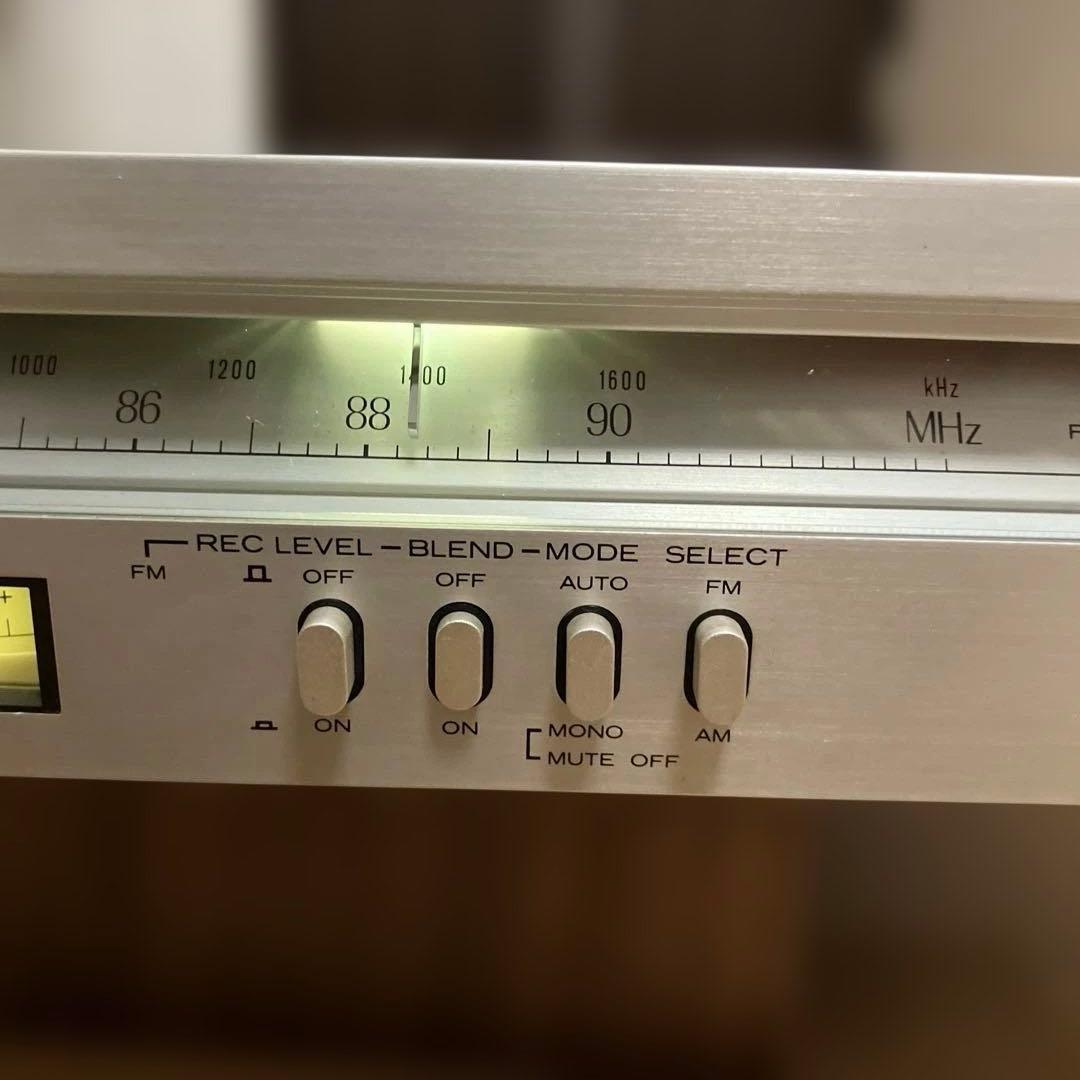 1000 1200 1400 1600 kHz
86 88 90 MHz
REC LEVEL BLEND MODE SELECT
FM OFF OFF AUTO FM
ON ON MONO AM
MUTE OFF